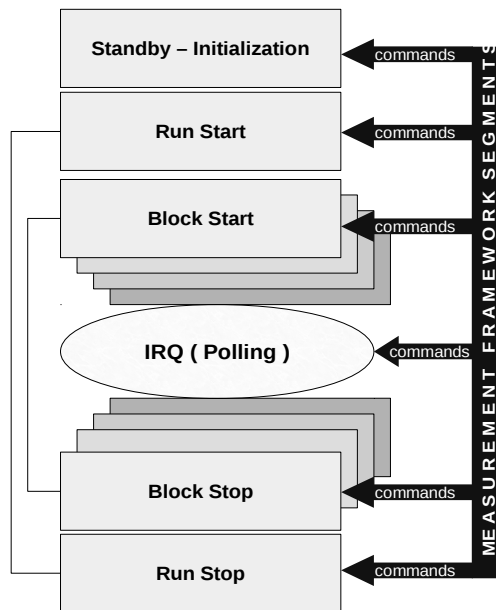 Standby – Initialization
commands
Run Start
commands
Block Start
commands
IRQ ( Polling )
commands
Block Stop
commands
Run Stop
commands
MEASUREMENT FRAMEWORK SEGMENTS